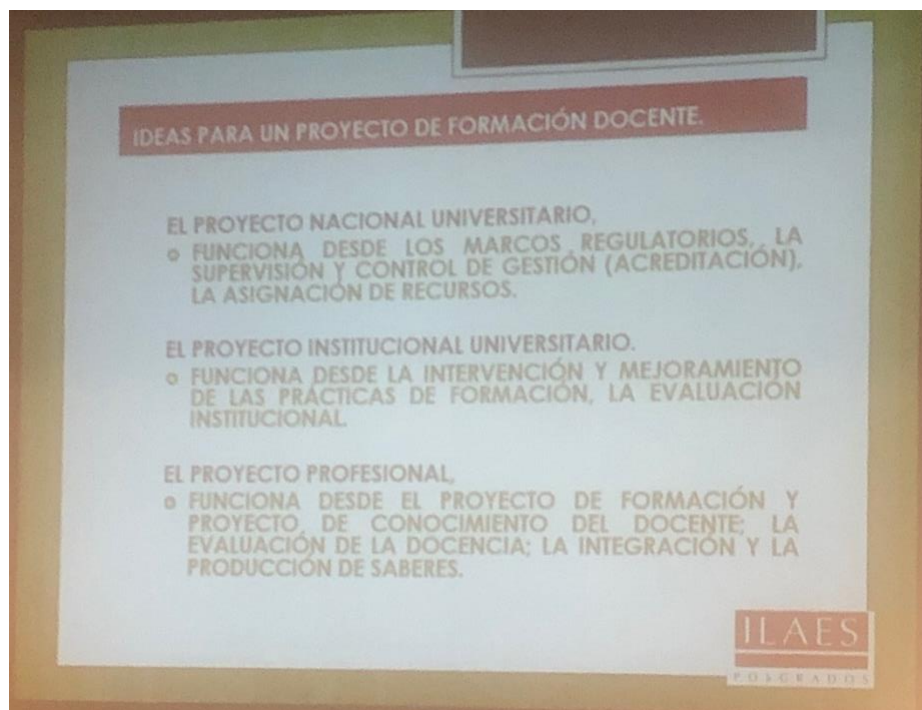 IDEAS PARA UN PROYECTO DE FORMACIÓN DOCENTE.
EL PROYECTO NACIONAL UNIVERSITARIO,
FUNCIONA DESDE LOS MARCOS REGULATORIOS, LA
SUPERVISIÓN Y CONTROL DE GESTIÓN (ACREDITACIÓN),
LA ASIGNACIÓN DE RECURSOS.
EL PROYECTO INSTITUCIONAL UNIVERSITARIO.
FUNCIONA DESDE LA INTERVENCIÓN Y MEJORAMIENTO
DE LAS PRÁCTICAS DE FORMACIÓN, LA EVALUACIÓN
INSTITUCIONAL.
EL PROYECTO PROFESIONAL,
FUNCIONA DESDE EL PROYECTO DE FORMACIÓN Y
PROYECTO DE CONOCIMIENTO DEL DOCENTE; LA
EVALUACIÓN DE LA DOCENCIA; LA INTEGRACIÓN Y LA
PRODUCCIÓN DE SABERES.
ILAES
POSGRADOS